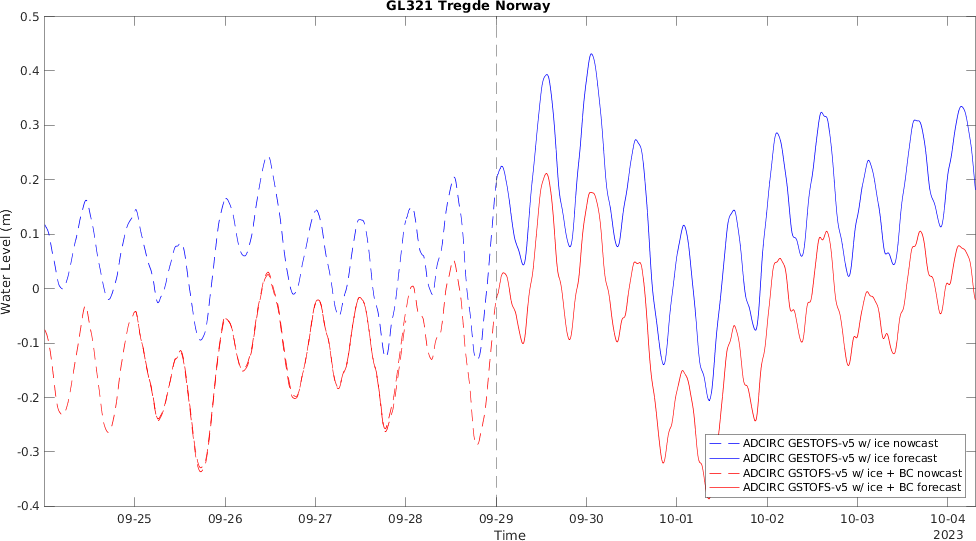 GL321 Tregde Norway
0.5
0.4
0.3
0.2
0.1
0
-0.1
-0.2
-0.3
-0.4
Water Level (m)
ADCIRC GESTOFS-v5 w/ ice nowcast
ADCIRC GESTOFS-v5 w/ ice forecast
ADCIRC GSTOFS-v5 w/ ice + BC nowcast
ADCIRC GSTOFS-v5 w/ ice + BC forecast
09-25 09-26 09-27 09-28 09-29 09-30 10-01 10-02 10-03 10-04
Time 2023